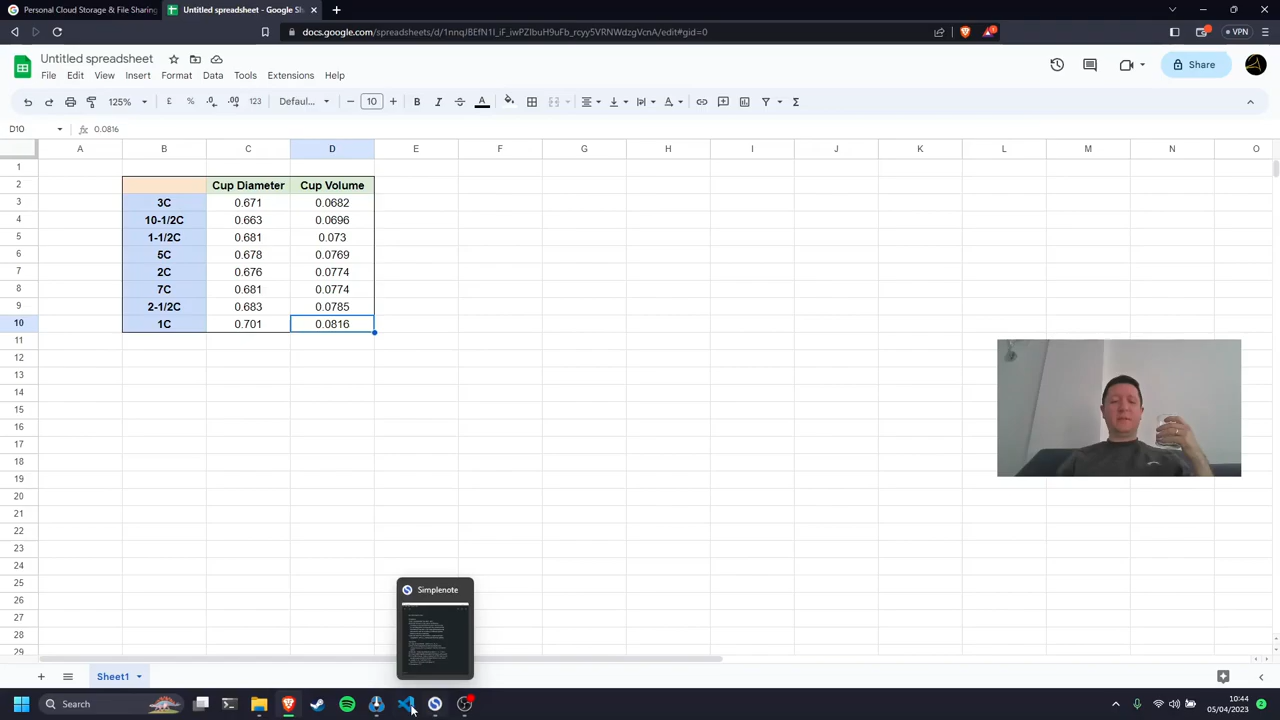 Personal Cloud Storage & File Sharing
Untitled spreadsheet - Google Sh
docs.google.com/spreadsheets/d/1nnqJBEfN1I_iF_iwPZIbuH9uFb_rcyy5VRNWdzgVcnA/edit#gid=0
VPN
Untitled spreadsheet
File Edit View Insert Format Data Tools Extensions Help
Share
125% £ % .0 .00 123 Defaul... 10 B I S A
D10 fx 0.0816
A B C D E F G H I J K L M N O
1
2 Cup Diameter Cup Volume
3 3C 0.671 0.0682
4 10-1/2C 0.663 0.0696
5 1-1/2C 0.681 0.073
6 5C 0.678 0.0769
7 2C 0.676 0.0774
8 7C 0.681 0.0774
9 2-1/2C 0.683 0.0785
10 1C 0.701 0.0816
11
12
13
14
15
16
17
18
19
20
21
22
23
24
25
26
27
28
29
Simplenote
Sheet1
Search
10:44
05/04/2023
2